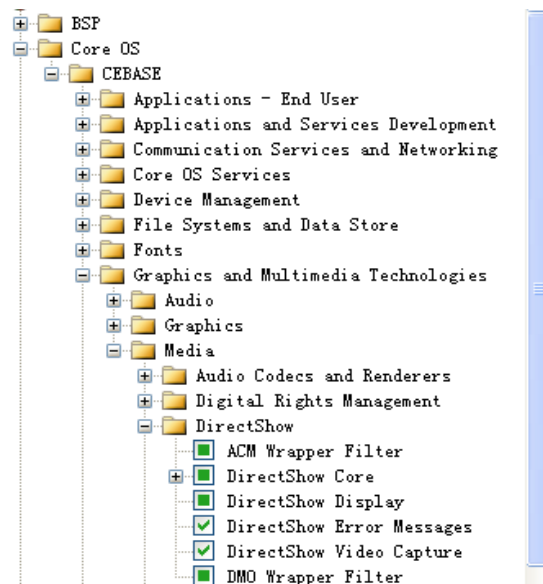 BSP
Core OS
CEBASE
Applications - End User
Applications and Services Development
Communication Services and Networking
Core OS Services
Device Management
File Systems and Data Store
Fonts
Graphics and Multimedia Technologies
Audio
Graphics
Media
Audio Codecs and Renderers
Digital Rights Management
DirectShow
ACM Wrapper Filter
DirectShow Core
DirectShow Display
DirectShow Error Messages
DirectShow Video Capture
DMO Wrapper Filter